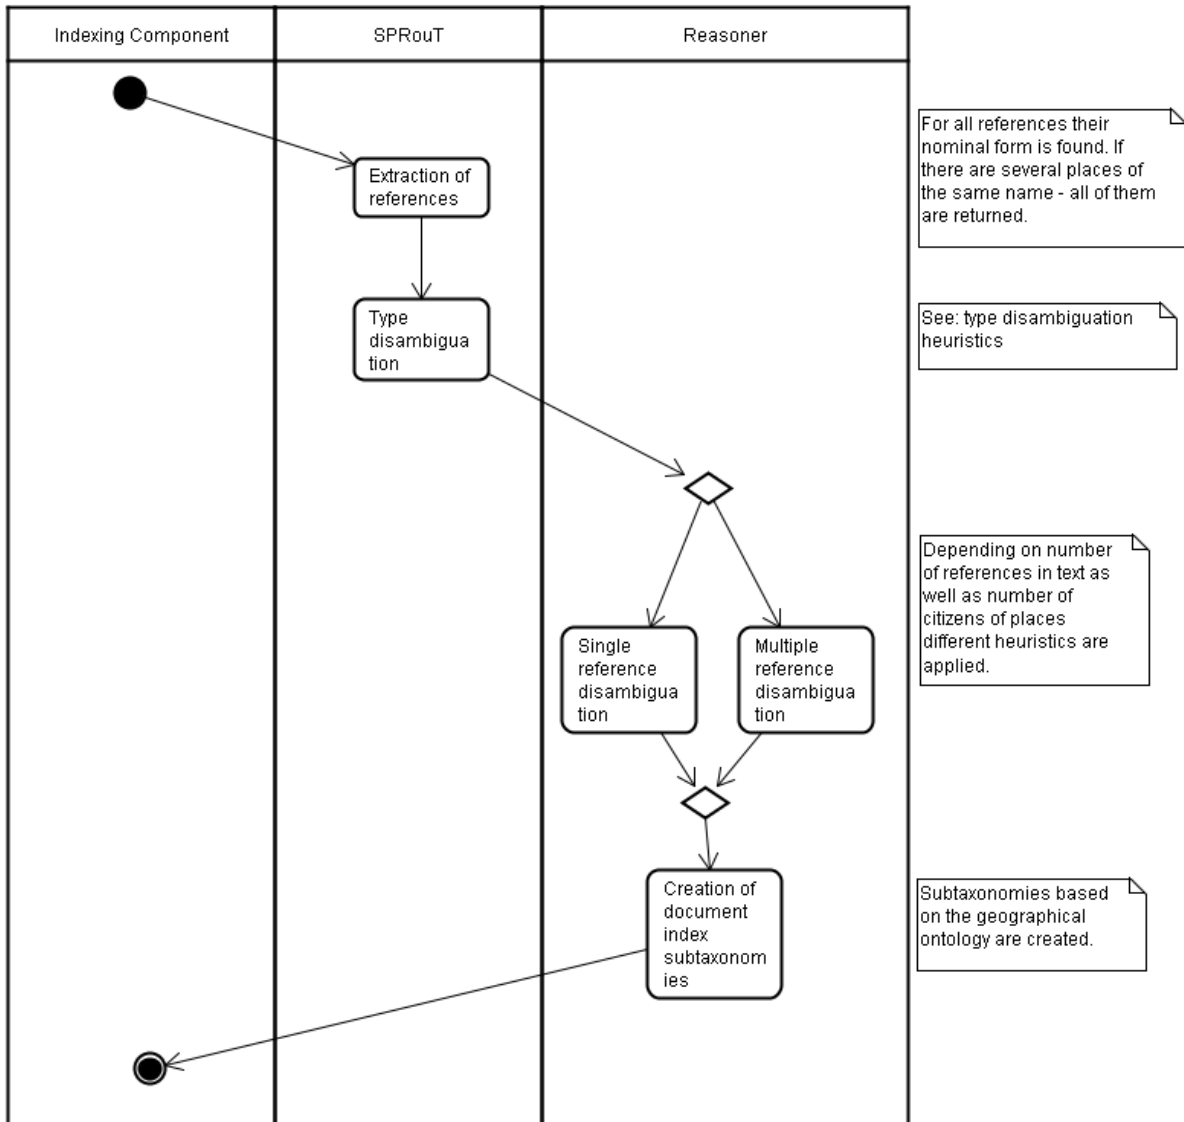 Indexing Component
SPRouT
Reasoner
For all references their
nominal form is found. If
there are several places of
the same name - all of them
are returned.
Extraction of
references
Type
disambigua
tion
See: type disambiguation
heuristics
Depending on number
of references in text as
well as number of
citizens of places
different heuristics are
applied.
Single
reference
disambigua
tion
Multiple
reference
disambigua
tion
Creation of
document
index
subtaxonom
ies
Subtaxonomies based
on the geographical
ontology are created.